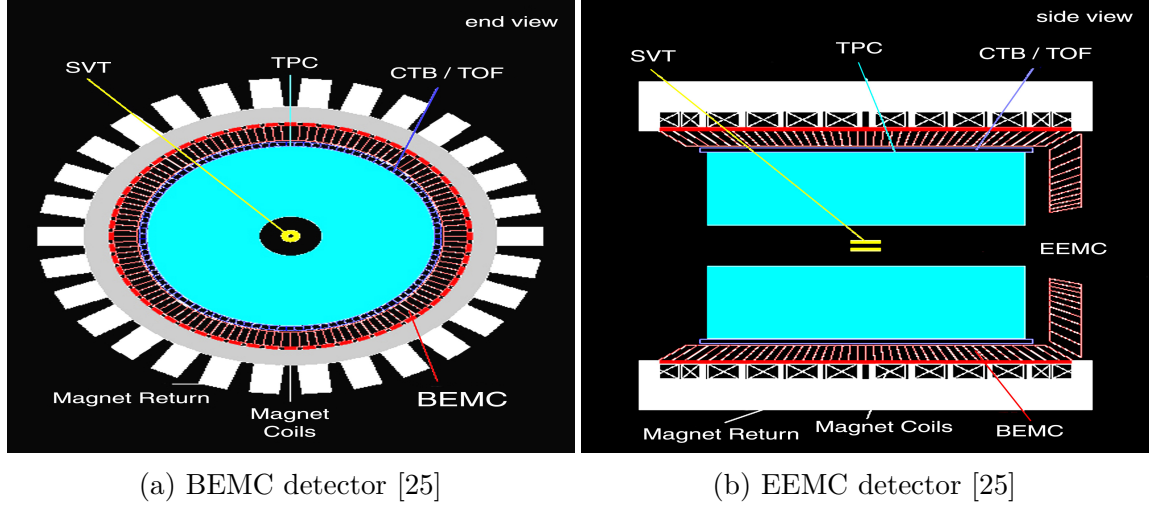 end view
SVT
TPC
CTB / TOF
Magnet Return
Magnet
Coils
BEMC
side view
SVT
TPC
CTB / TOF
EEMC
Magnet Return
Magnet Coils
BEMC
(a) BEMC detector [25]
(b) EEMC detector [25]